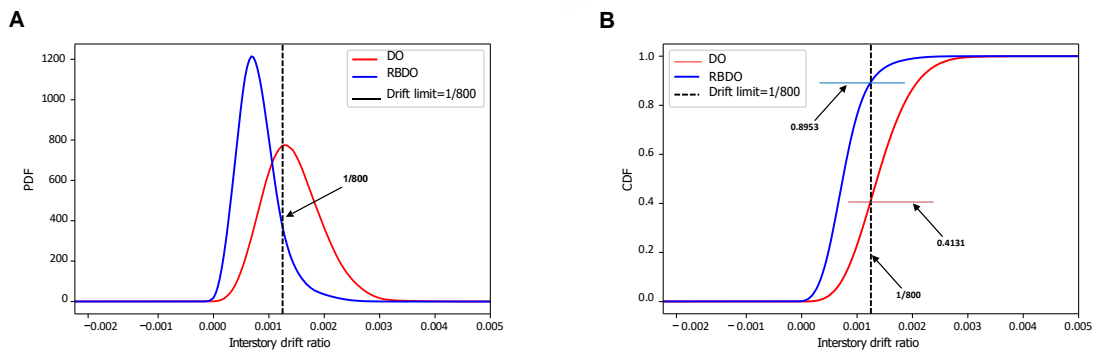 A
PDF
1200
1000
800
600
400
200
0
DO
RBDO
Drift limit=1/800
1/800
-0.002
-0.001
0.000
0.001
0.002
0.003
0.004
0.005
Interstory drift ratio
B
CDF
1.0
0.8
0.6
0.4
0.2
0.0
DO
RBDO
Drift limit=1/800
0.8953
0.4131
1/800
-0.002
-0.001
0.000
0.001
0.002
0.003
0.004
0.005
Interstory drift ratio